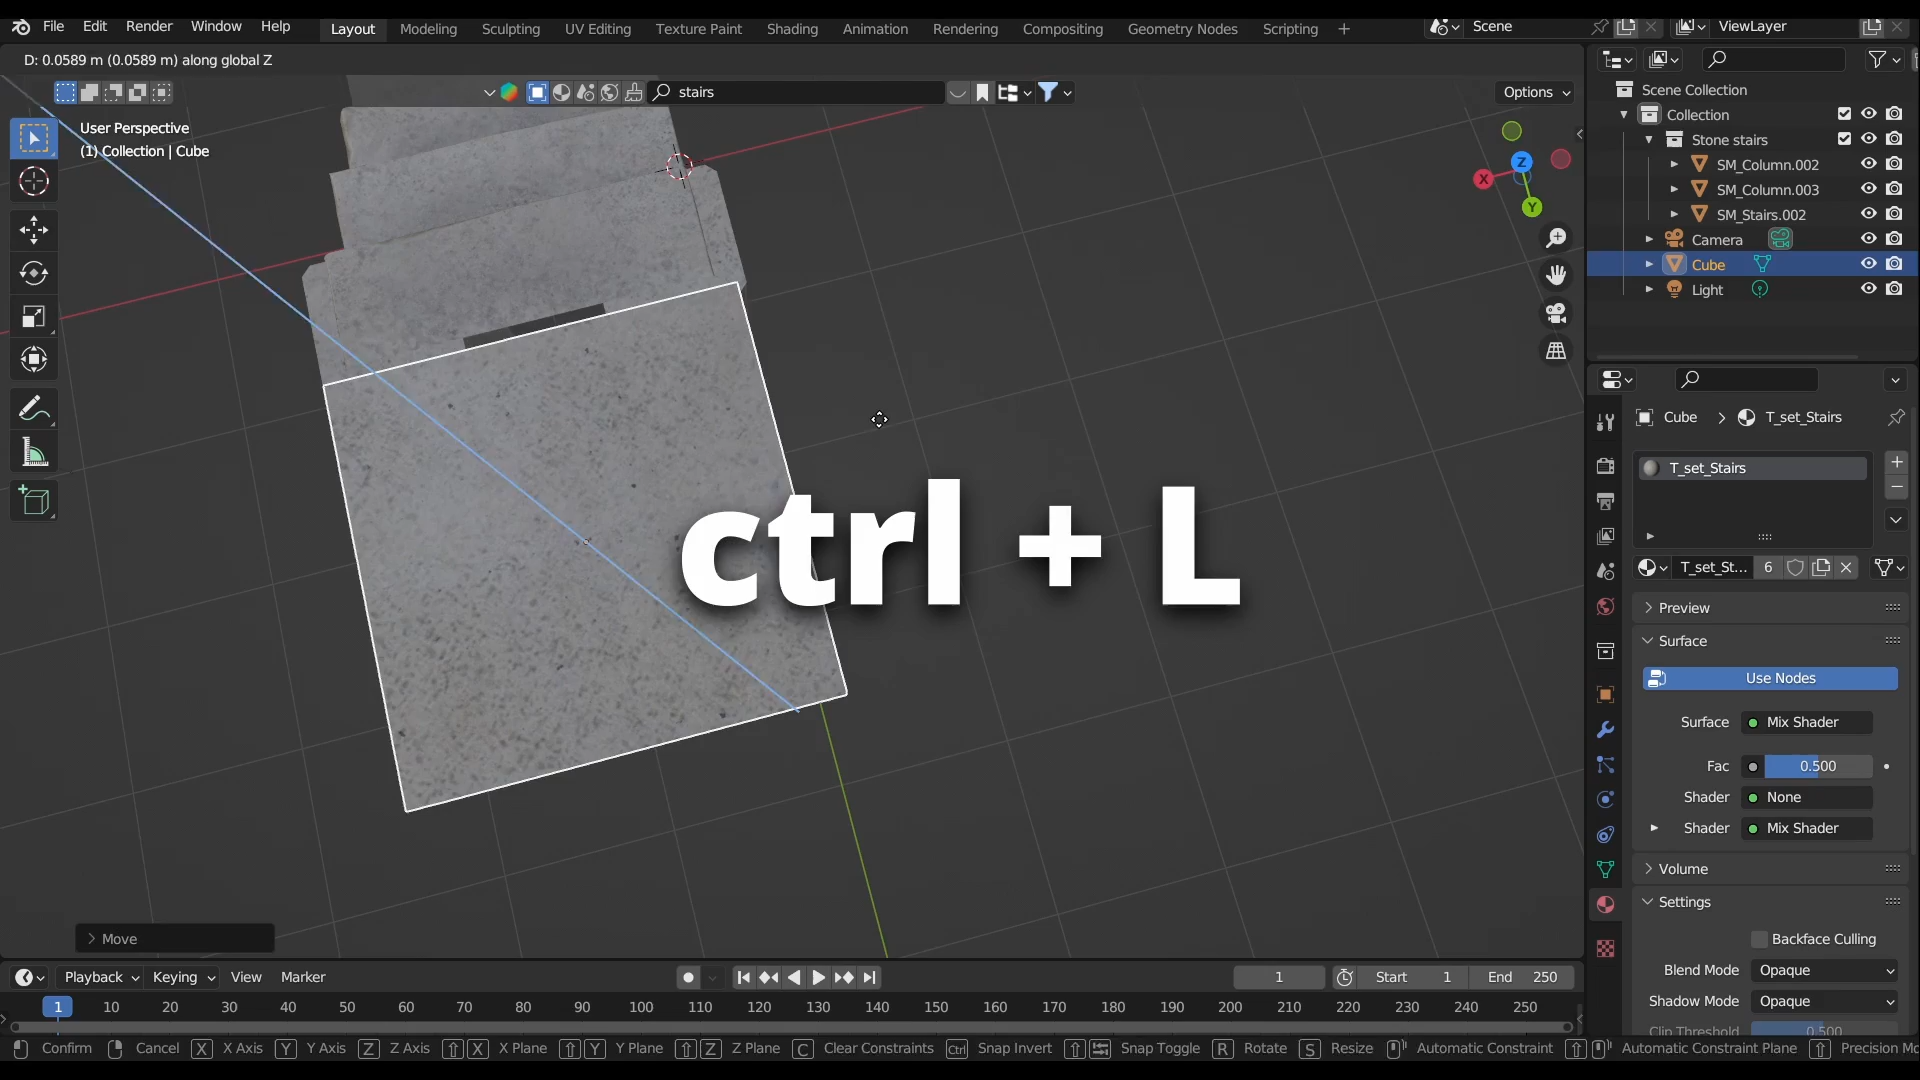 File Edit Render Window Help Layout Modeling Sculpting UV Editing Texture Paint Shading Animation Rendering Compositing Geometry Nodes Scripting + Scene ViewLayer
D: 0.0589 m (0.0589 m) along global Z
stairs Options
User Perspective
(1) Collection | Cube
Z
X
Y
ctrl + L
Move
Scene Collection
Collection
Stone stairs
SM_Column.002
SM_Column.003
SM_Stairs.002
Camera
Cube
Light
Cube > T_set_Stairs
T_set_Stairs
T_set_St... 6
Preview
Surface
Use Nodes
Surface Mix Shader
Fac 0.500
Shader None
Shader Mix Shader
Volume
Settings
Backface Culling
Blend Mode Opaque
Shadow Mode Opaque
Clip Threshold 0.500
Playback Keying View Marker 1 Start 1 End 250
1 10 20 30 40 50 60 70 80 90 100 110 120 130 140 150 160 170 180 190 200 210 220 230 240 250
Confirm Cancel X X Axis Y Y Axis Z Z Axis X X Plane Y Y Plane Z Z Plane C Clear Constraints Ctrl Snap Invert Snap Toggle R Rotate S Resize Automatic Constraint Automatic Constraint Plane Precision Mo